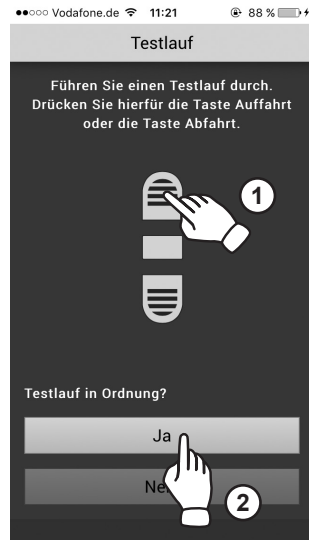 Vodafone.de 11:21 88 %
Testlauf
Führen Sie einen Testlauf durch.
Drücken Sie hierfür die Taste Auffahrt
oder die Taste Abfahrt.
1
Testlauf in Ordnung?
Ja
2